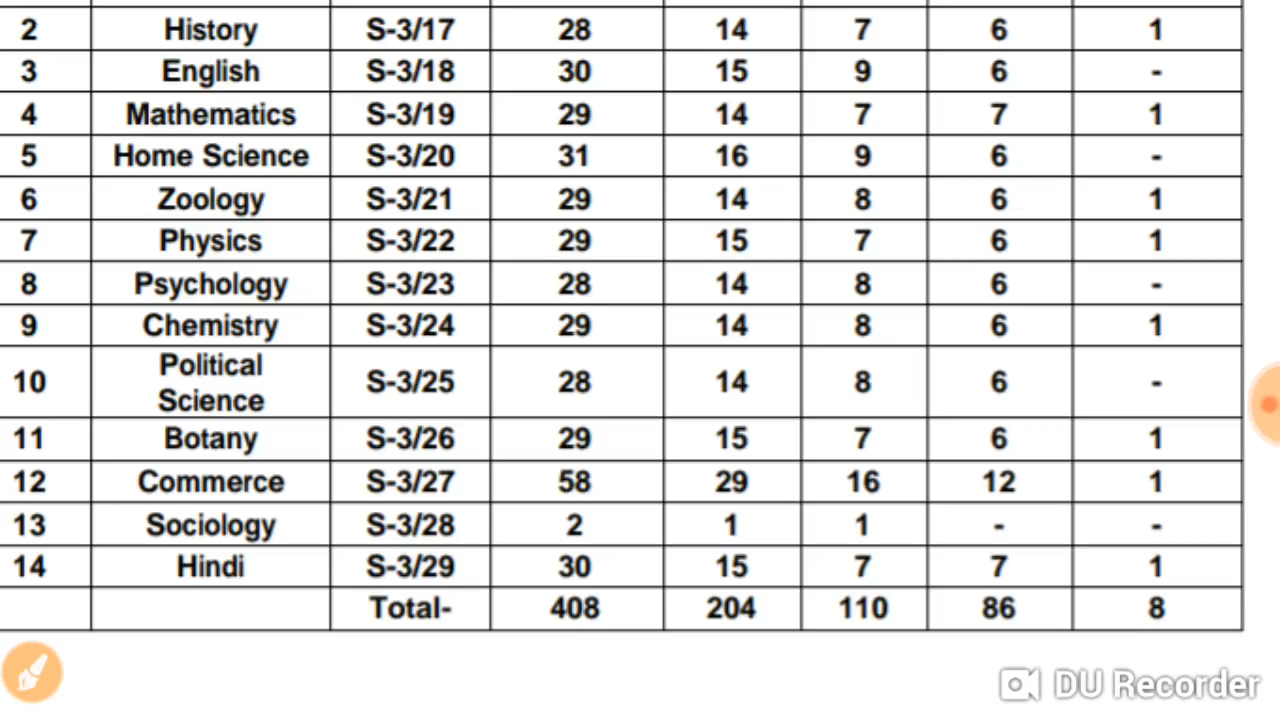 2 History S-3/17 28 14 7 6 1
3 English S-3/18 30 15 9 6 -
4 Mathematics S-3/19 29 14 7 7 1
5 Home Science S-3/20 31 16 9 6 -
6 Zoology S-3/21 29 14 8 6 1
7 Physics S-3/22 29 15 7 6 1
8 Psychology S-3/23 28 14 8 6 -
9 Chemistry S-3/24 29 14 8 6 1
10 Political Science S-3/25 28 14 8 6 -
11 Botany S-3/26 29 15 7 6 1
12 Commerce S-3/27 58 29 16 12 1
13 Sociology S-3/28 2 1 1 - -
14 Hindi S-3/29 30 15 7 7 1
Total- 408 204 110 86 8
DU Recorder